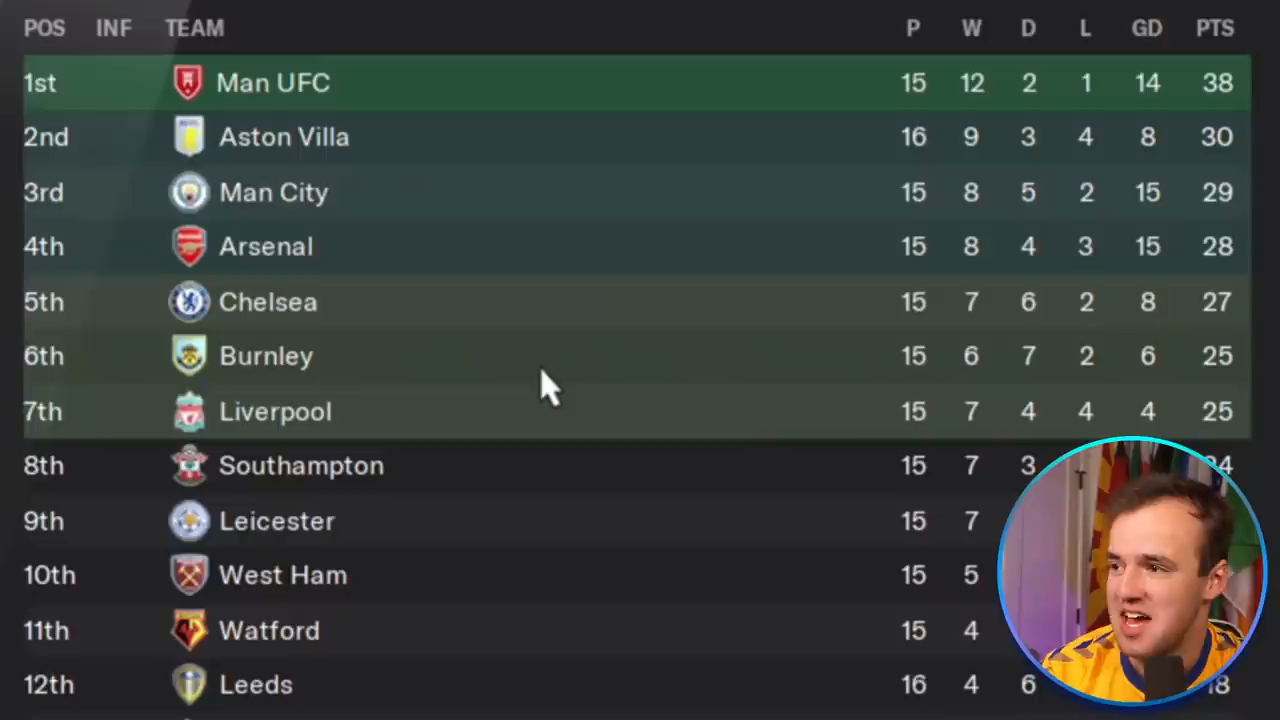 POS INF TEAM P W D L GD PTS
1st Man UFC 15 12 2 1 14 38
2nd Aston Villa 16 9 3 4 8 30
3rd Man City 15 8 5 2 15 29
4th Arsenal 15 8 4 3 15 28
5th Chelsea 15 7 6 2 8 27
6th Burnley 15 6 7 2 6 25
7th Liverpool 15 7 4 4 4 25
8th Southampton 15 7 3
9th Leicester 15 7
10th West Ham 15 5
11th Watford 15 4
12th Leeds 16 4 6 18